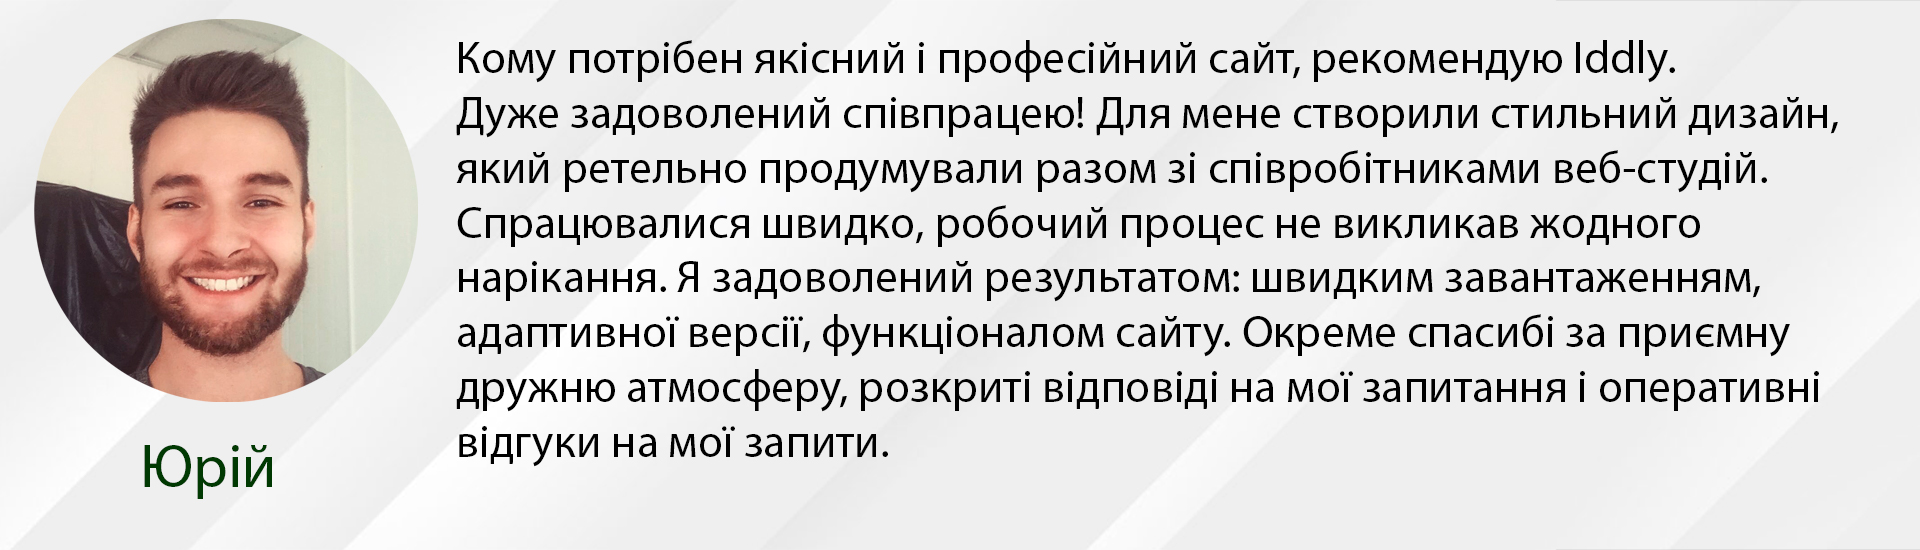 Кому потрібен якісний і професійний сайт, рекомендую Iddly.
Дуже задоволений співпрацею! Для мене створили стильний дизайн,
який ретельно продумували разом зі співробітниками веб-студій.
Спрацювалися швидко, робочий процес не викликав жодного
нарікання. Я задоволений результатом: швидким завантаженням,
адаптивної версії, функціоналом сайту. Окреме спасибі за приємну
дружню атмосферу, розкриті відповіді на мої запитання і оперативні
відгуки на мої запити.
Юрій